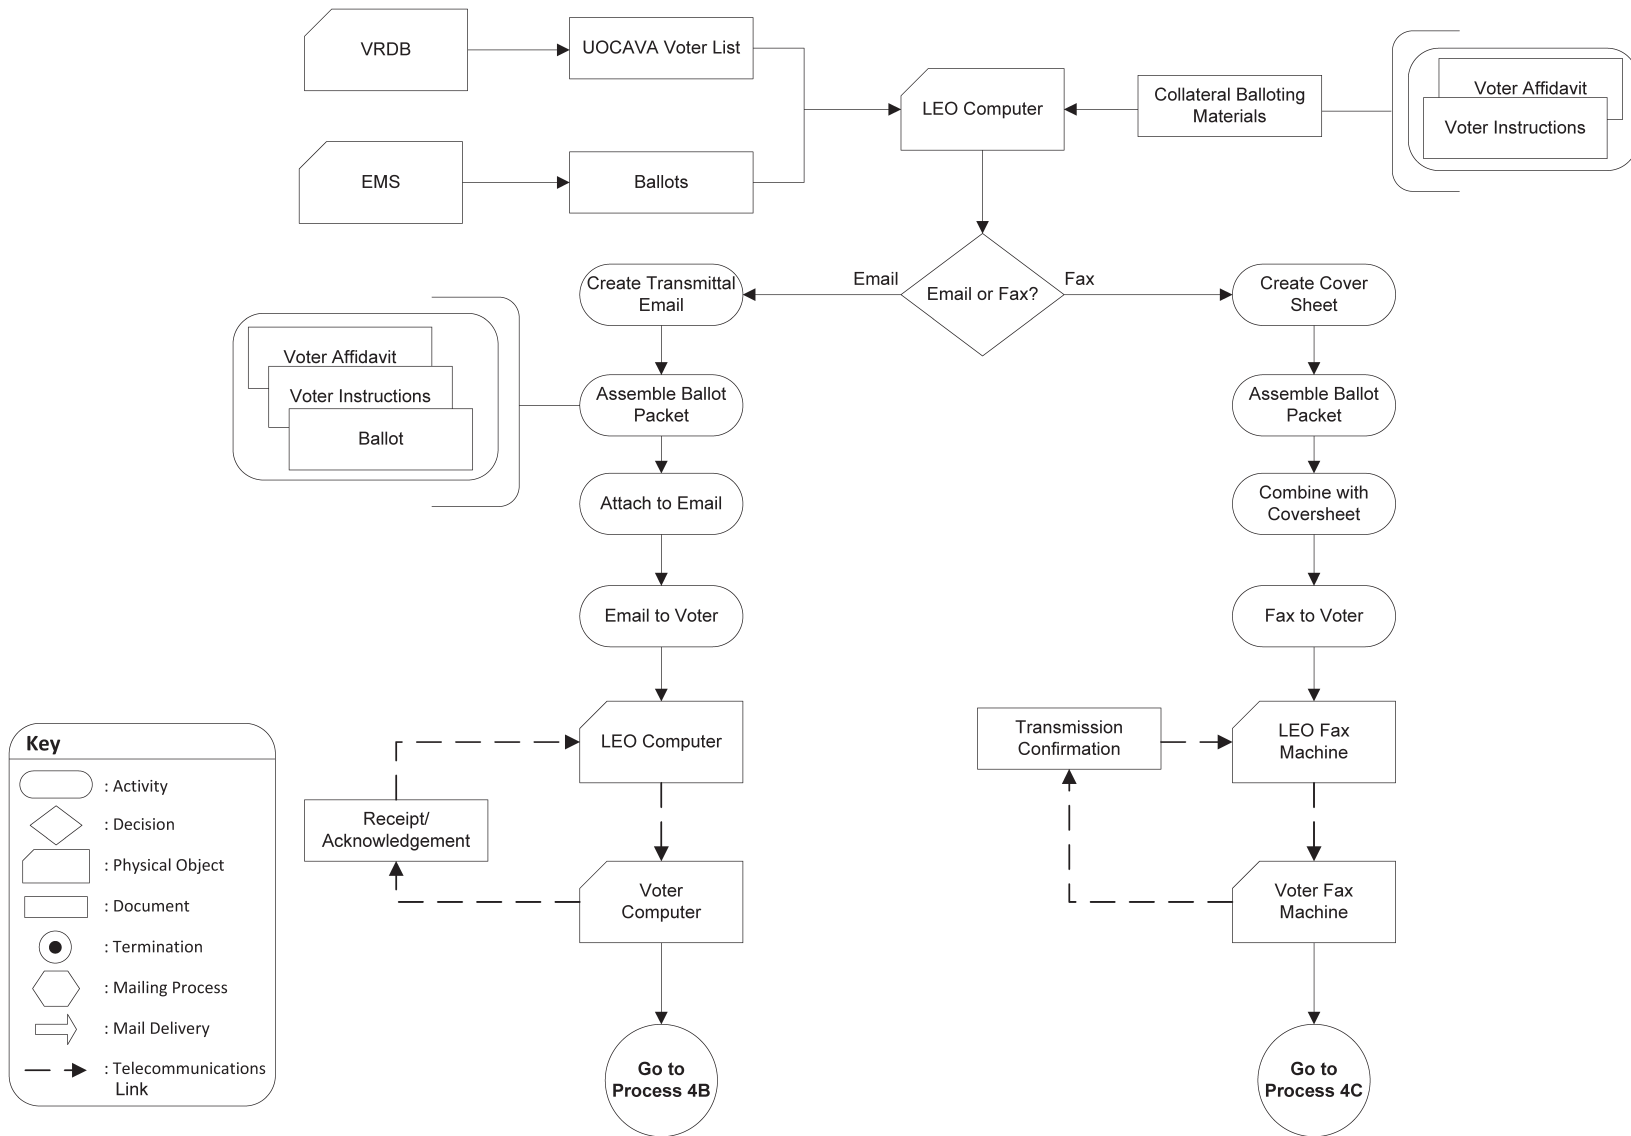 VRDB
UOCAVA Voter List
LEO Computer
Collateral Balloting
Materials
Voter Affidavit
Voter Instructions
EMS
Ballots
Email
Email or Fax?
Fax
Create Transmittal
Email
Create Cover
Sheet
Voter Affidavit
Voter Instructions
Ballot
Assemble Ballot
Packet
Assemble Ballot
Packet
Attach to Email
Combine with
Coversheet
Email to Voter
Fax to Voter
LEO Computer
Transmission
Confirmation
LEO Fax
Machine
Receipt/
Acknowledgement
Voter
Computer
Voter Fax
Machine
Go to
Process 4B
Go to
Process 4C
Key
: Activity
: Decision
: Physical Object
: Document
: Termination
: Mailing Process
: Mail Delivery
: Telecommunications
Link